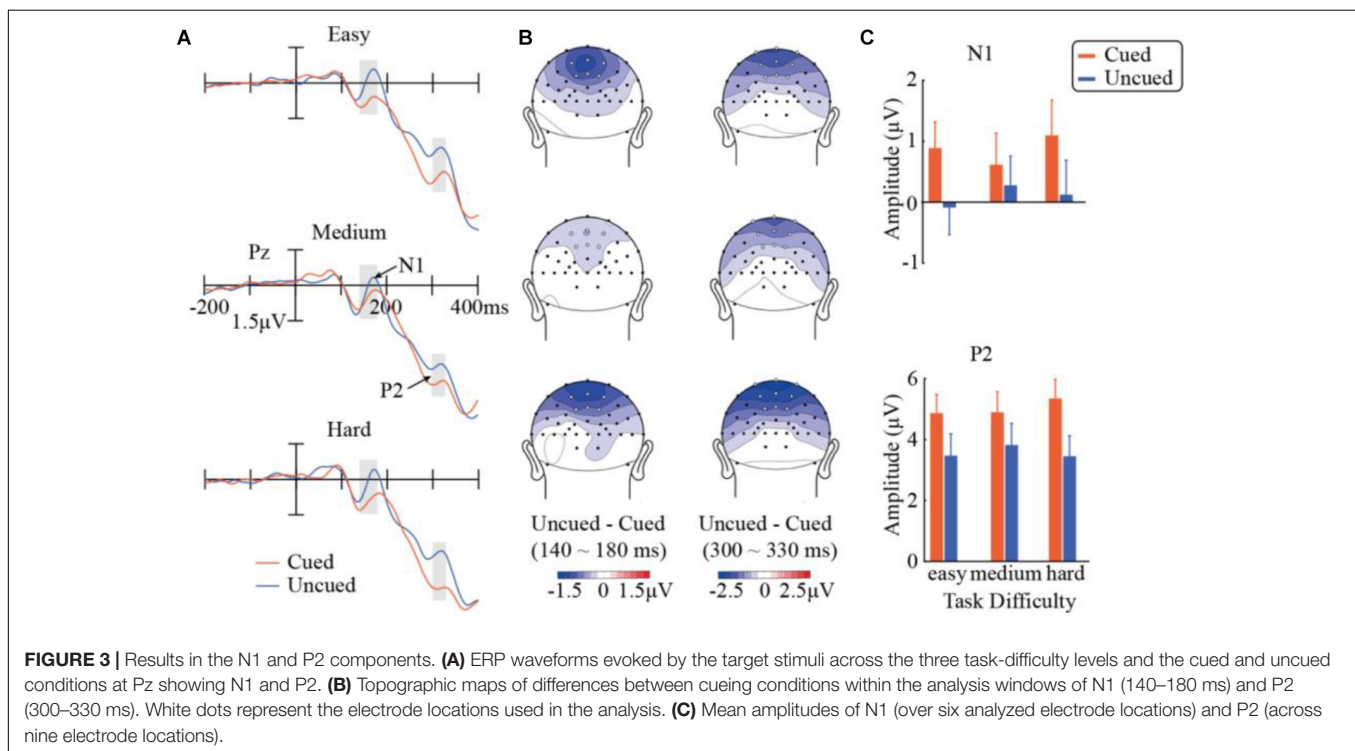 A
Easy
Medium
Pz
N1
-200
200
400ms
1.5µV
P2
Hard
Cued
Uncued
B
Uncued - Cued
(140 ~ 180 ms)
-1.5 0 1.5µV
Uncued - Cued
(300 ~ 330 ms)
-2.5 0 2.5µV
C
Cued
Uncued
N1
2
1
0
-1
Amplitude (µV)
P2
6
4
2
0
Amplitude (µV)
easy medium hard
Task Difficulty
FIGURE 3 | Results in the N1 and P2 components. (A) ERP waveforms evoked by the target stimuli across the three task-difficulty levels and the cued and uncued
conditions at Pz showing N1 and P2. (B) Topographic maps of differences between cueing conditions within the analysis windows of N1 (140–180 ms) and P2
(300–330 ms). White dots represent the electrode locations used in the analysis. (C) Mean amplitudes of N1 (over six analyzed electrode locations) and P2 (across
nine electrode locations).